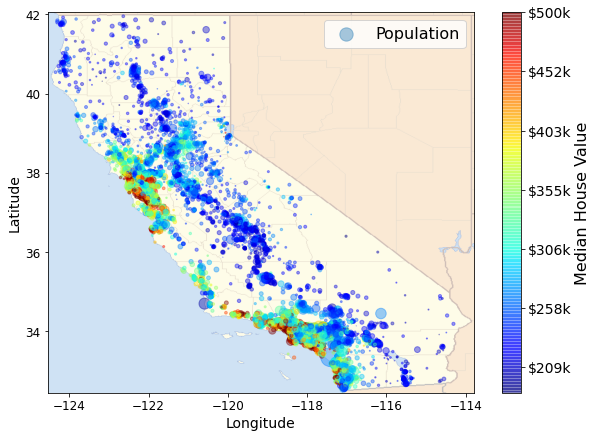 42
40
38
36
34
Latitude
−124
−122
−120
−118
−116
−114
Longitude
Population
$500k
$452k
$403k
$355k
$306k
$258k
$209k
Median House Value